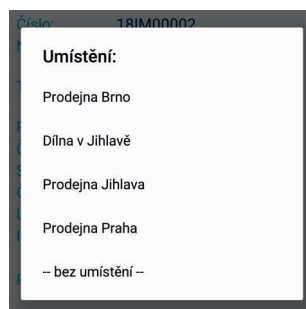 Číslo: 18IM00002
Umístění:
Prodejna Brno
Dílna v Jihlavě
Prodejna Jihlava
Prodejna Praha
-- bez umístění --